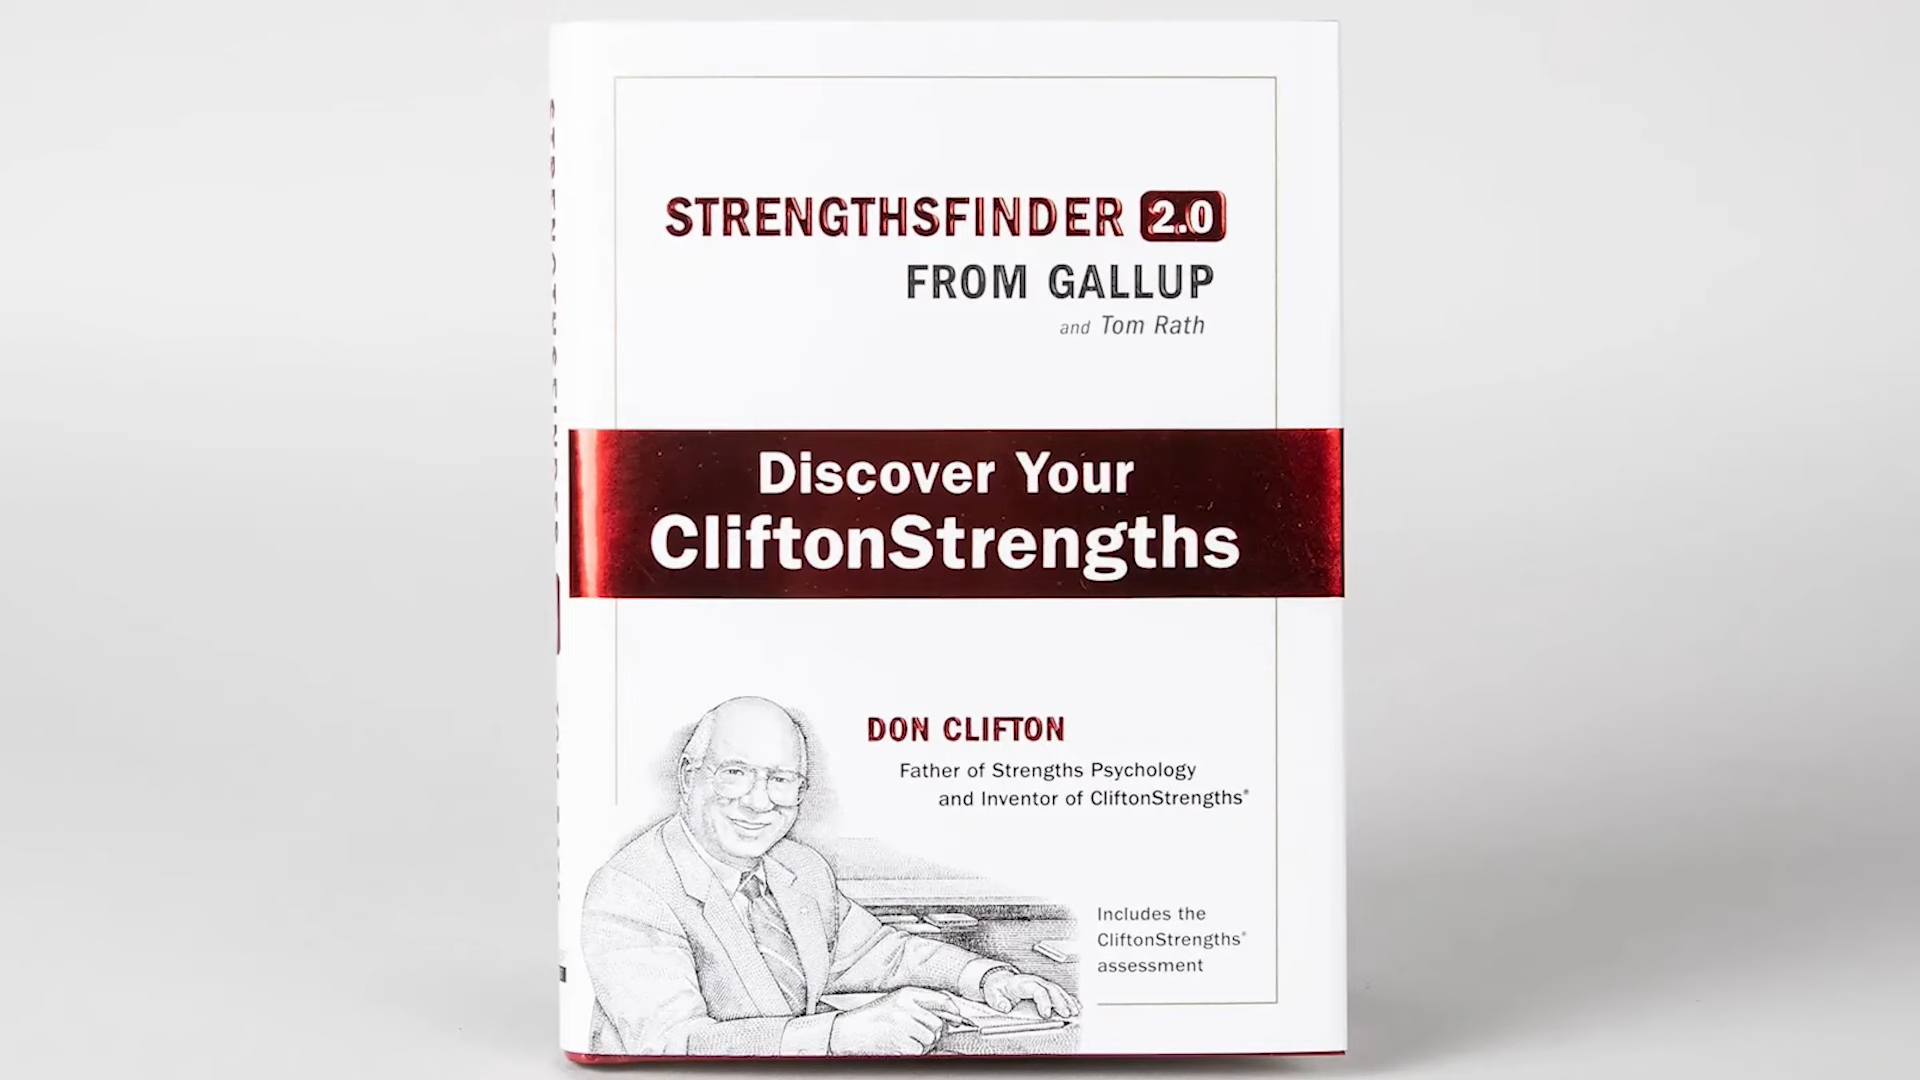 STRENGTHSFINDER 2.0
FROM GALLUP
and Tom Rath
Discover Your
CliftonStrengths
DON CLIFTON
Father of Strengths Psychology
and Inventor of CliftonStrengths®
Includes the
CliftonStrengths®
assessment